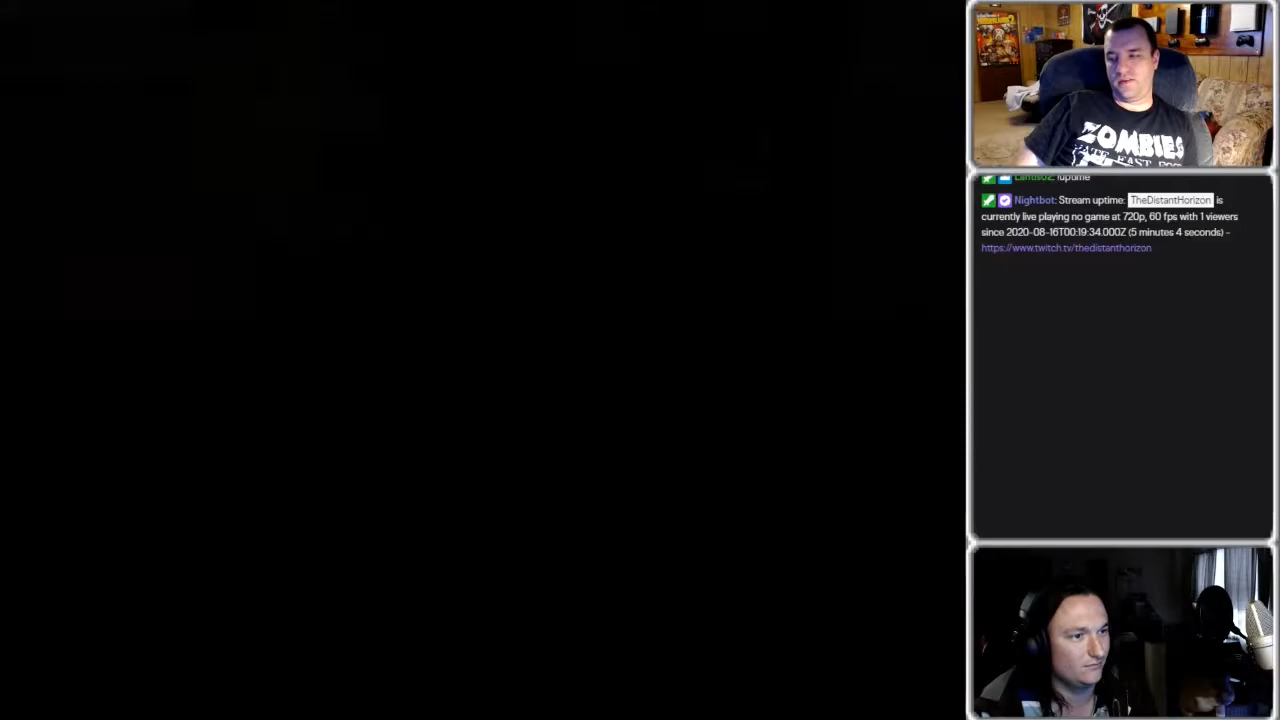 Nightbot: Stream uptime: TheDistantHorizon is
currently live playing no game at 720p, 60 fps with 1 viewers
since 2020-08-16T00:19:34.000Z (5 minutes 4 seconds) -
https://www.twitch.tv/thedistanthorizon
ZOMBIES